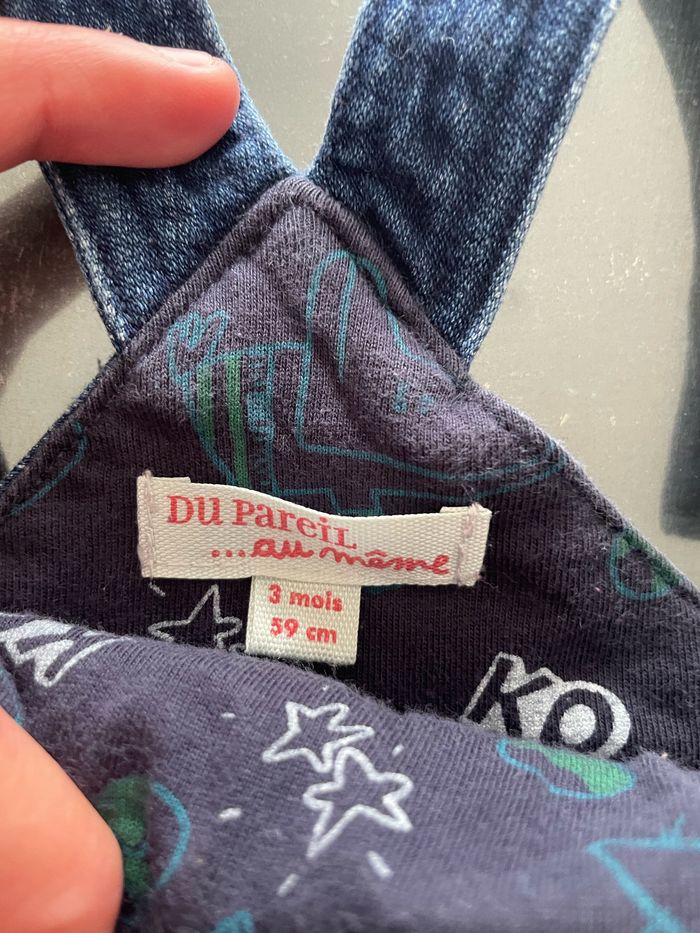 DU PAREIL
...au même
3 mois
59 cm
KO